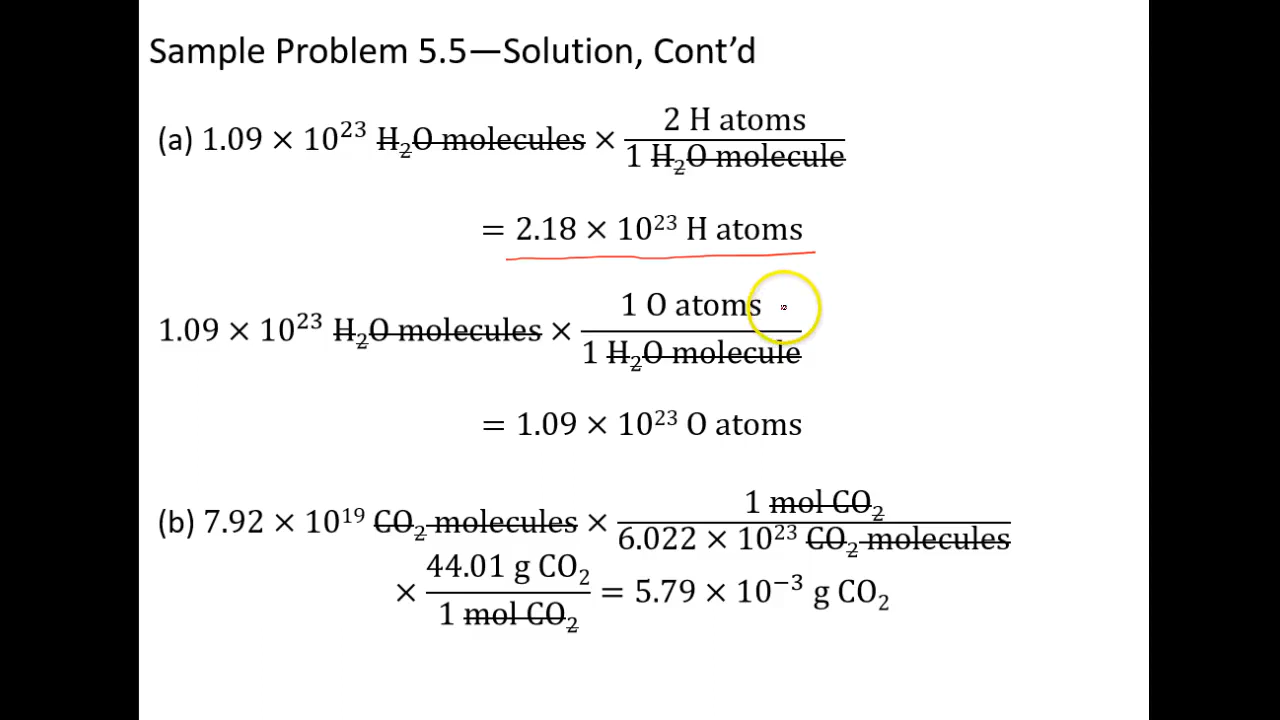 Sample Problem 5.5—Solution, Cont’d
(a) 1.09 × 10²³ H₂O molecules × 2 H atoms / 1 H₂O molecule
= 2.18 × 10²³ H atoms
1.09 × 10²³ H₂O molecules × 1 O atoms / 1 H₂O molecule
= 1.09 × 10²³ O atoms
(b) 7.92 × 10¹⁹ CO₂ molecules × 1 mol CO₂ / 6.022 × 10²³ CO₂ molecules
× 44.01 g CO₂ / 1 mol CO₂ = 5.79 × 10⁻³ g CO₂